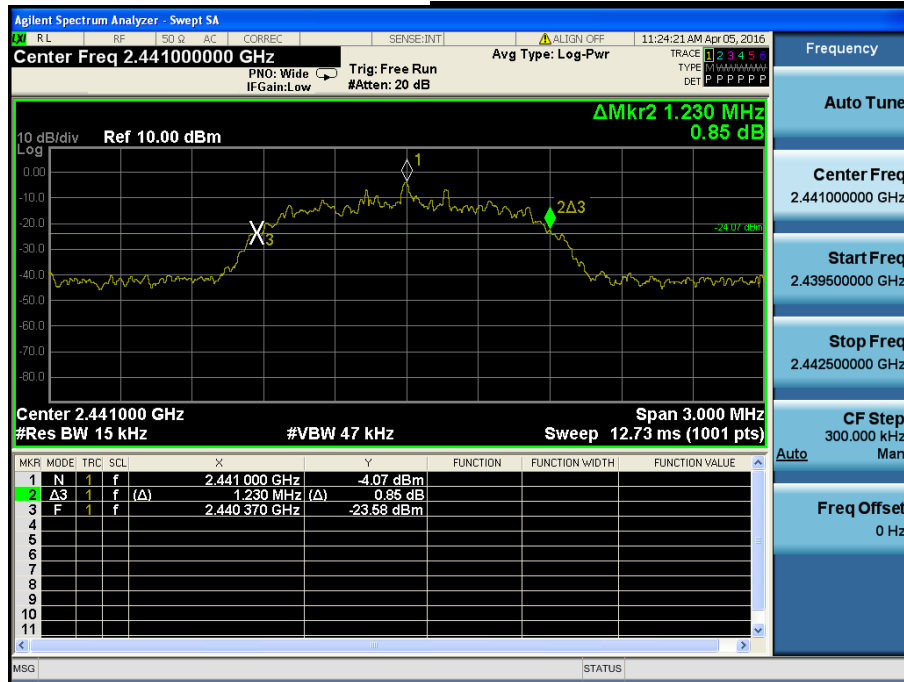 Agilent Spectrum Analyzer - Swept SA
LXI RL RF 50 Ω AC CORREC SENSE:INT ALIGN OFF 11:24:21 AM Apr 05, 2016
Center Freq 2.441000000 GHz
PNO: Wide
IFGain:Low
Trig: Free Run
#Atten: 20 dB
Avg Type: Log-Pwr
TRACE 1 2 3 4 5 6
TYPE M WWWWW
DET P P P P P P
ΔMkr2 1.230 MHz
0.85 dB
10 dB/div Ref 10.00 dBm
Log
0.00
-10.0
-20.0
-30.0
-40.0
-50.0
-60.0
-70.0
-80.0
1
2Δ3
3
-24.07 dBm
Center 2.441000 GHz Span 3.000 MHz
#Res BW 15 kHz #VBW 47 kHz Sweep 12.73 ms (1001 pts)
MKR MODE TRC SCL X Y FUNCTION FUNCTION WIDTH FUNCTION VALUE
1 N 1 f 2.441 000 GHz -4.07 dBm
2 Δ3 1 f (Δ) 1.230 MHz (Δ) 0.85 dB
3 F 1 f 2.440 370 GHz -23.58 dBm
4
5
6
7
8
9
10
11
MSG STATUS
Frequency
Auto Tune
Center Freq
2.441000000 GHz
Start Freq
2.439500000 GHz
Stop Freq
2.442500000 GHz
CF Step
300.000 kHz
Auto Man
Freq Offset
0 Hz